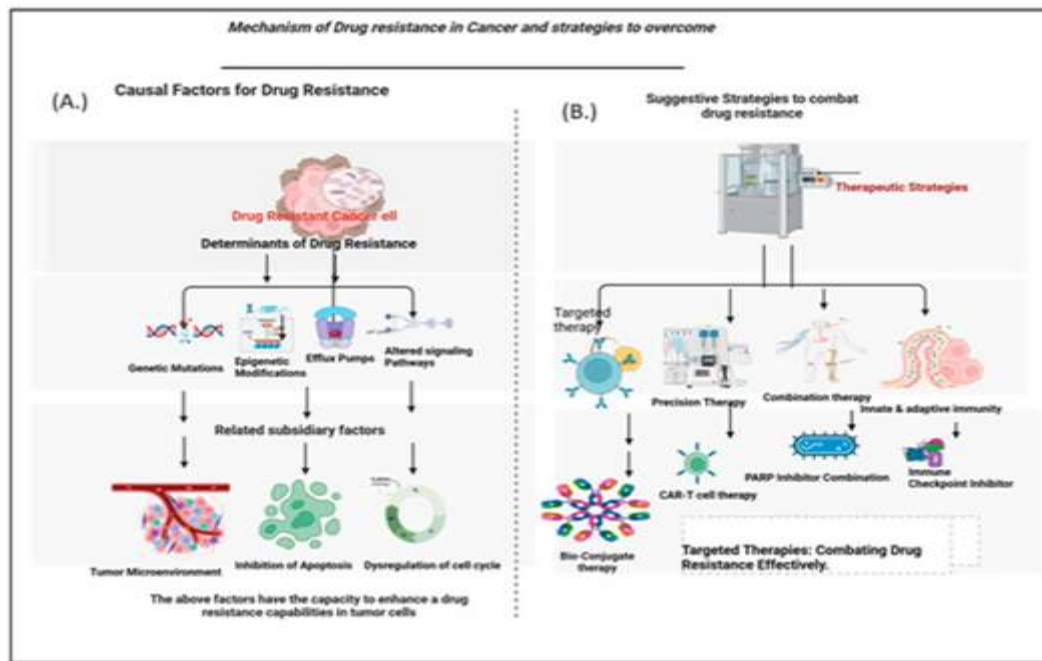 Mechanism of Drug resistance in Cancer and strategies to overcome
(A.)
Causal Factors for Drug Resistance
Drug Resistant Cancer ell
Determinants of Drug Resistance
Genetic Mutations
Epigenetic
Modifications
Efflux Pumps
Altered signaling
Pathways
Related subsidiary factors
Tumor Microenvironment
Inhibition of Apoptosis
Dysregulation of cell cycle
The above factors have the capacity to enhance a drug
resistance capabilities in tumor cells
(B.)
Suggestive Strategies to combat
drug resistance
Therapeutic Strategies
Targeted
therapy
Precision Therapy
Combination therapy
Innate & adaptive immunity
Bio-Conjugate
therapy
CAR-T cell therapy
PARP Inhibitor Combination
Immune
Checkpoint Inhibitor
Targeted Therapies: Combating Drug
Resistance Effectively.